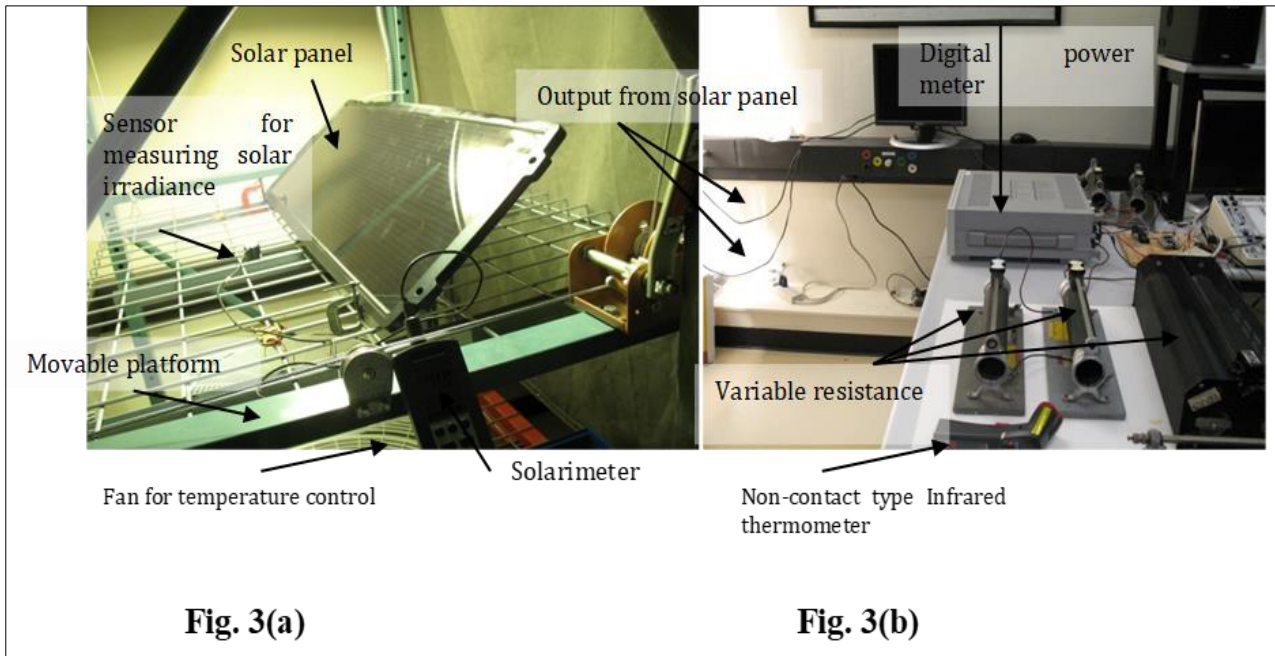 Solar panel
Sensor for
measuring solar
irradiance
Movable platform
Fan for temperature control
Solarimeter
Output from solar panel
Digital power
meter
Variable resistance
Non-contact type Infrared
thermometer
Fig. 3(a)
Fig. 3(b)